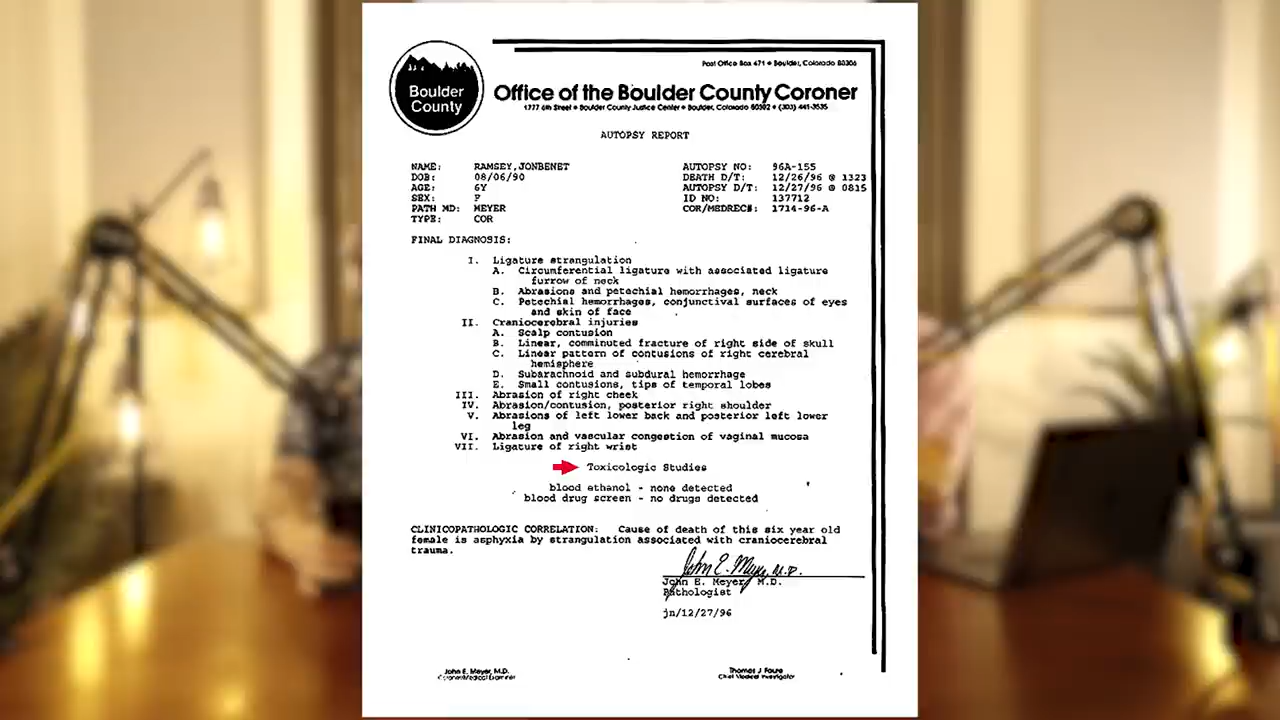 Post Office Box 471 • Boulder, Colorado 80306
Boulder
County
Office of the Boulder County Coroner
1777 6th Street • Boulder County Justice Center • Boulder, Colorado 80302 • (303) 441-3535
AUTOPSY REPORT
NAME: RAMSEY,JONBENET AUTOPSY NO: 96A-155
DOB: 08/06/90 DEATH D/T: 12/26/96 @ 1323
AGE: 6Y AUTOPSY D/T: 12/27/96 @ 0815
SEX: F ID NO: 137712
PATH MD: MEYER COR/MEDREC#: 1714-96-A
TYPE: COR
FINAL DIAGNOSIS:
I. Ligature strangulation
A. Circumferential ligature with associated ligature
furrow of neck
B. Abrasions and petechial hemorrhages, neck
C. Petechial hemorrhages, conjunctival surfaces of eyes
and skin of face
II. Craniocerebral injuries
A. Scalp contusion
B. Linear, comminuted fracture of right side of skull
C. Linear pattern of contusions of right cerebral
hemisphere
D. Subarachnoid and subdural hemorrhage
E. Small contusions, tips of temporal lobes
III. Abrasion of right cheek
IV. Abrasion/contusion, posterior right shoulder
V. Abrasions of left lower back and posterior left lower
leg
VI. Abrasion and vascular congestion of vaginal mucosa
VII. Ligature of right wrist
Toxicologic Studies
blood ethanol - none detected
blood drug screen - no drugs detected
CLINICOPATHOLOGIC CORRELATION: Cause of death of this six year old
female is asphyxia by strangulation associated with craniocerebral
trauma.
John E. Meyer M.D.
John E. Meyer M.D.
Pathologist
jn/12/27/96
John E. Meyer, M.D. Thomas J Faure
Coroner/Medical Examiner Chief Medical Investigator